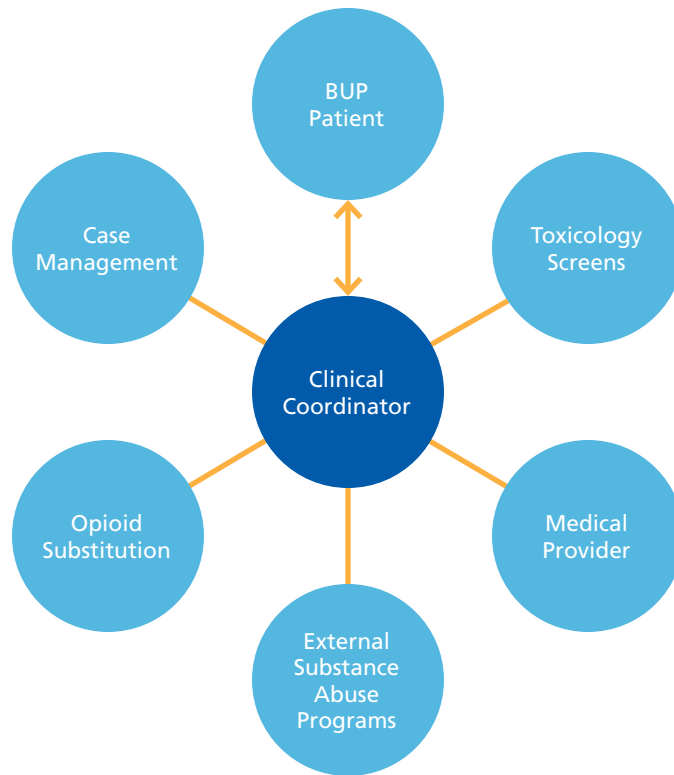 BUP
Patient
Case
Management
Toxicology
Screens
Clinical
Coordinator
Opioid
Substitution
Medical
Provider
External
Substance
Abuse
Programs